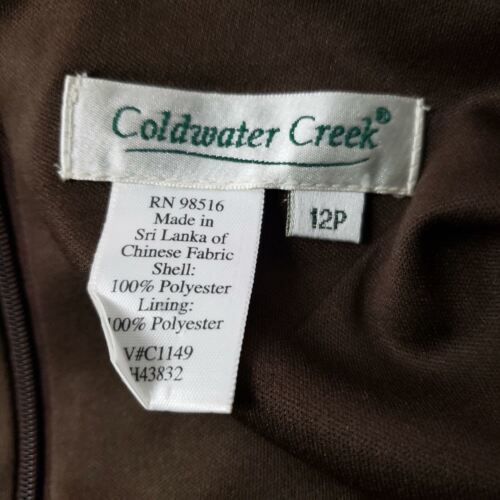 Coldwater Creek®
RN 98516
Made in
Sri Lanka of
Chinese Fabric
Shell:
100% Polyester
Lining:
100% Polyester
V#C1149
H43832
12P